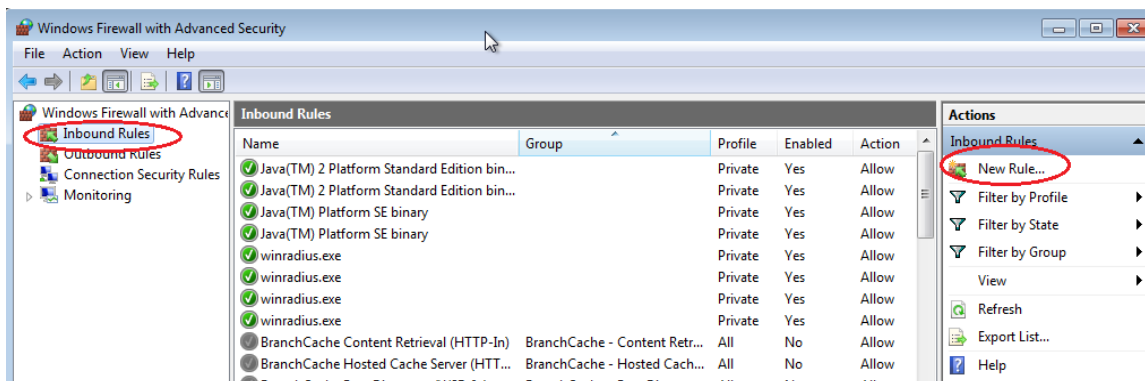 Windows Firewall with Advanced Security
File Action View Help
Windows Firewall with Advance
Inbound Rules
Outbound Rules
Connection Security Rules
Monitoring
Inbound Rules
Name Group Profile Enabled Action
Java(TM) 2 Platform Standard Edition bin... Private Yes Allow
Java(TM) 2 Platform Standard Edition bin... Private Yes Allow
Java(TM) Platform SE binary Private Yes Allow
Java(TM) Platform SE binary Private Yes Allow
winradius.exe Private Yes Allow
winradius.exe Private Yes Allow
winradius.exe Private Yes Allow
winradius.exe Private Yes Allow
BranchCache Content Retrieval (HTTP-In) BranchCache - Content Retr... All No Allow
BranchCache Hosted Cache Server (HTT... BranchCache - Hosted Cach... All No Allow
Actions
Inbound Rules
New Rule...
Filter by Profile
Filter by State
Filter by Group
View
Refresh
Export List...
Help